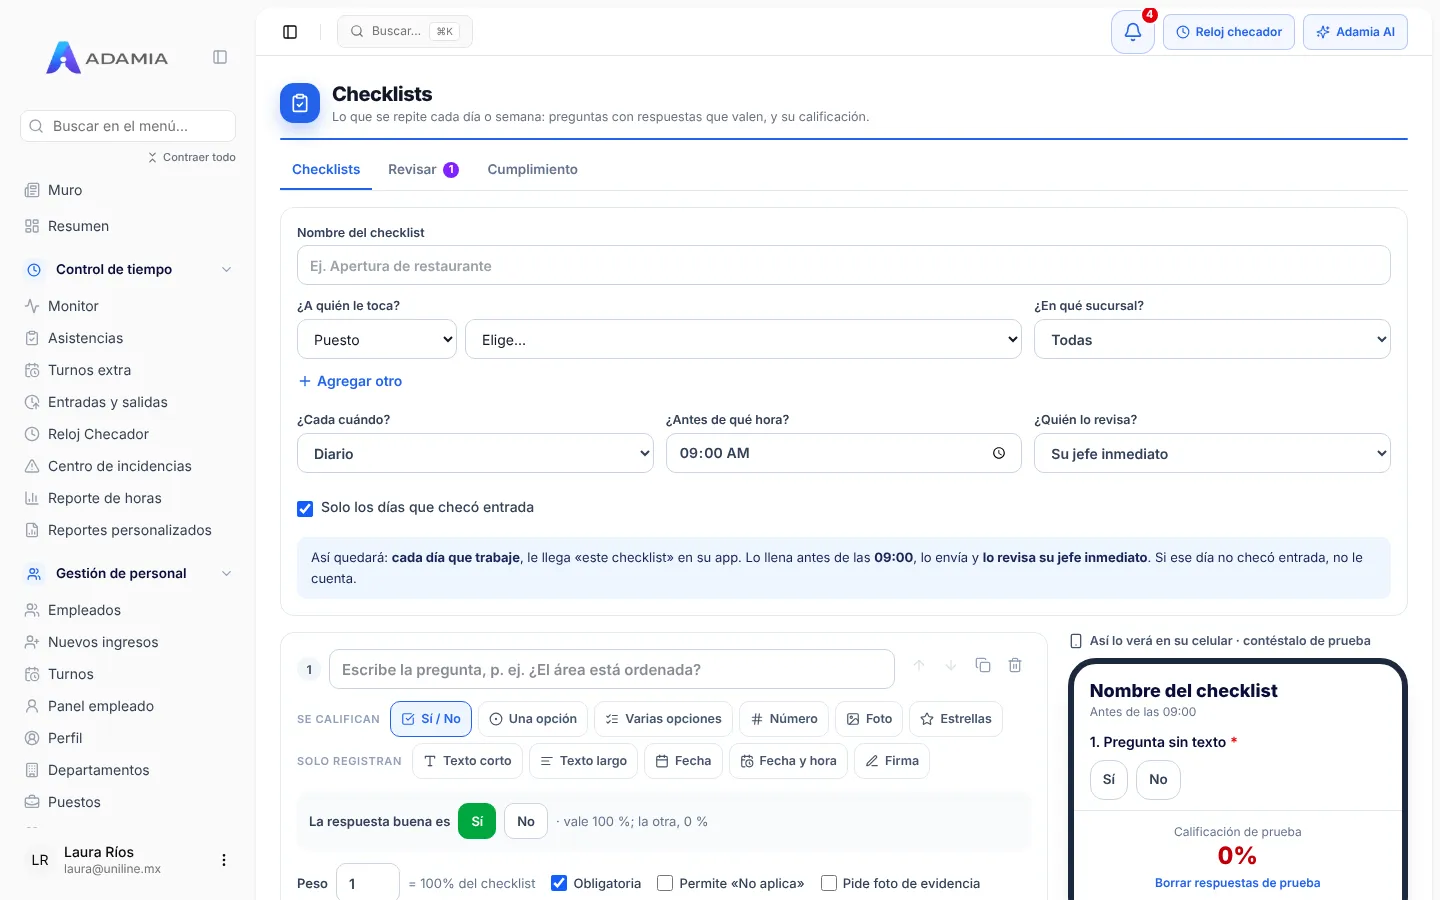 ADAMIA
Buscar en el menú...
Contraer todo
Muro
Resumen
Control de tiempo
Monitor
Asistencias
Turnos extra
Entradas y salidas
Reloj Checador
Centro de incidencias
Reporte de horas
Reportes personalizados
Gestión de personal
Empleados
Nuevos ingresos
Turnos
Panel empleado
Perfil
Departamentos
Puestos
LR
Laura Ríos
laura@uniline.mx
Buscar... ⌘K
4
Reloj checador
Adamia AI
Checklists
Lo que se repite cada día o semana: preguntas con respuestas que valen, y su calificación.
Checklists Revisar 1 Cumplimiento
Nombre del checklist
Ej. Apertura de restaurante
¿A quién le toca? ¿En qué sucursal?
Puesto Elige... Todas
+ Agregar otro
¿Cada cuándo? ¿Antes de qué hora? ¿Quién lo revisa?
Diario 09:00 AM Su jefe inmediato
Solo los días que checó entrada
Así quedará: cada día que trabaje, le llega «este checklist» en su app. Lo llena antes de las 09:00, lo envía y lo revisa su jefe inmediato. Si ese día no checó entrada, no le
cuenta.
1 Escribe la pregunta, p. ej. ¿El área está ordenada?
SE CALIFICAN Sí / No Una opción Varias opciones Número Foto Estrellas
SOLO REGISTRAN Texto corto Texto largo Fecha Fecha y hora Firma
La respuesta buena es Sí No · vale 100 %; la otra, 0 %
Peso 1 = 100% del checklist Obligatoria Permite «No aplica» Pide foto de evidencia
Así lo verá en su celular · contéstalo de prueba
Nombre del checklist
Antes de las 09:00
1. Pregunta sin texto *
Sí No
Calificación de prueba
0%
Borrar respuestas de prueba